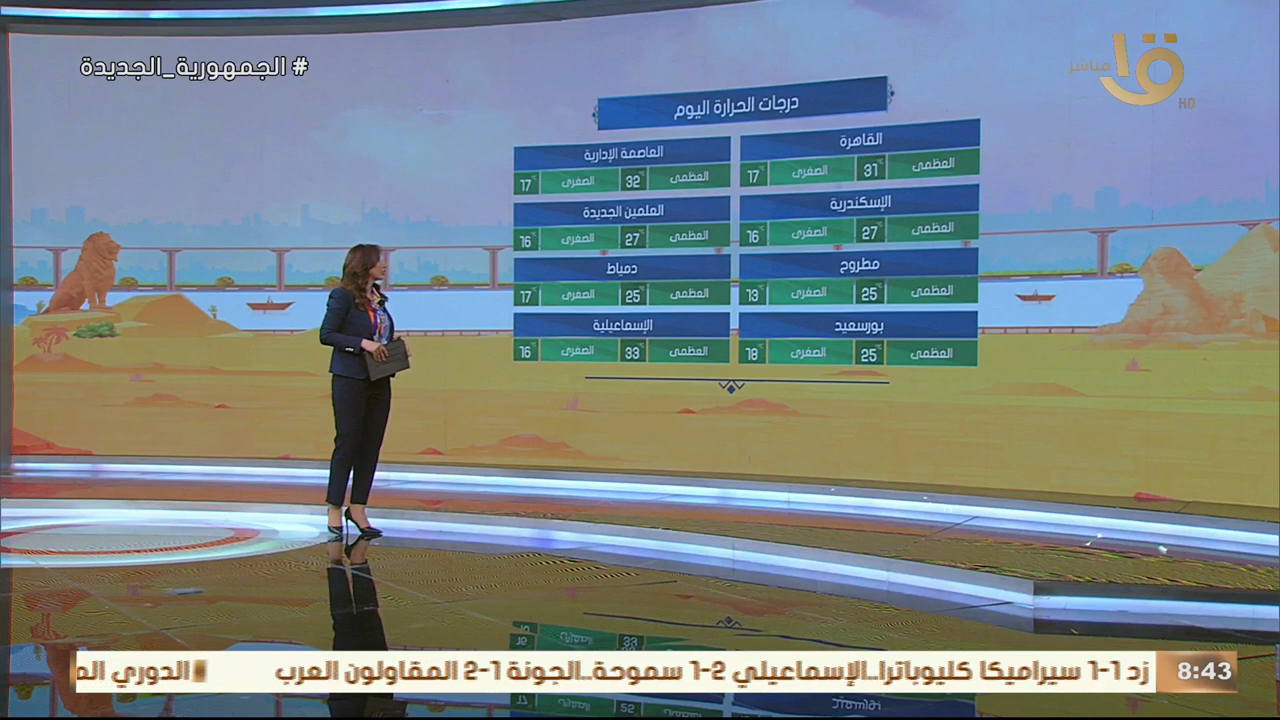 # الجمهورية_الجديدة
مباشر
HD
درجات الحرارة اليوم
القاهرة
العظمى 31°c الصغرى 17°c
العاصمة الإدارية
العظمى 32°c الصغرى 17°c
الإسكندرية
العظمى 27°c الصغرى 16°c
العلمين الجديدة
العظمى 27°c الصغرى 16°c
مطروح
العظمى 25°c الصغرى 13°c
دمياط
العظمى 25°c الصغرى 17°c
بورسعيد
العظمى 25°c الصغرى 18°c
الإسماعيلية
العظمى 33°c الصغرى 16°c
8:43
زد 1-1 سيراميكا كليوباترا..الإسماعيلي 2-1 سموحة..الجونة 1-2 المقاولون العرب
الدوري